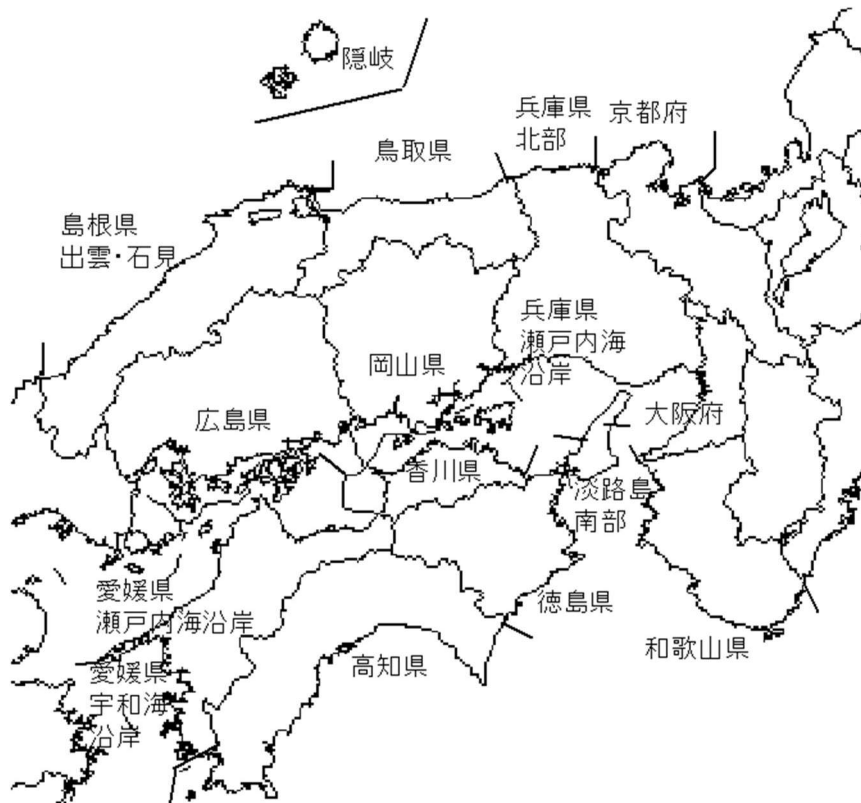 隠岐
兵庫県
北部
京都府
鳥取県
島根県
出雲・石見
兵庫県
瀬戸内海
沿岸
岡山県
広島県
大阪府
香川県
淡路島
南部
愛媛県
瀬戸内海沿岸
徳島県
和歌山県
高知県
愛媛県
宇和海
沿岸